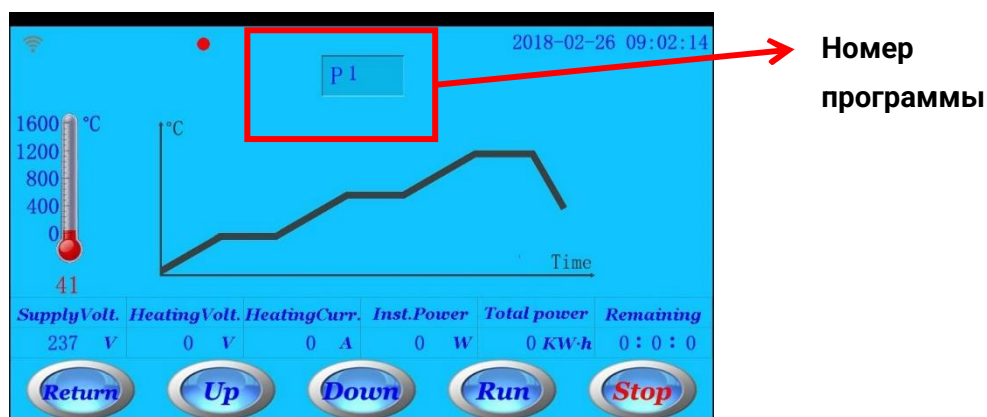 2018-02-26 09:02:14
P1
Номер
программы
1600 °C
1200
800
400
0
41
°C
Time
SupplyVolt. HeatingVolt. HeatingCurr. Inst.Power Total power Remaining
237 V 0 V 0 A 0 W 0 KW·h 0:0:0
Return Up Down Run Stop